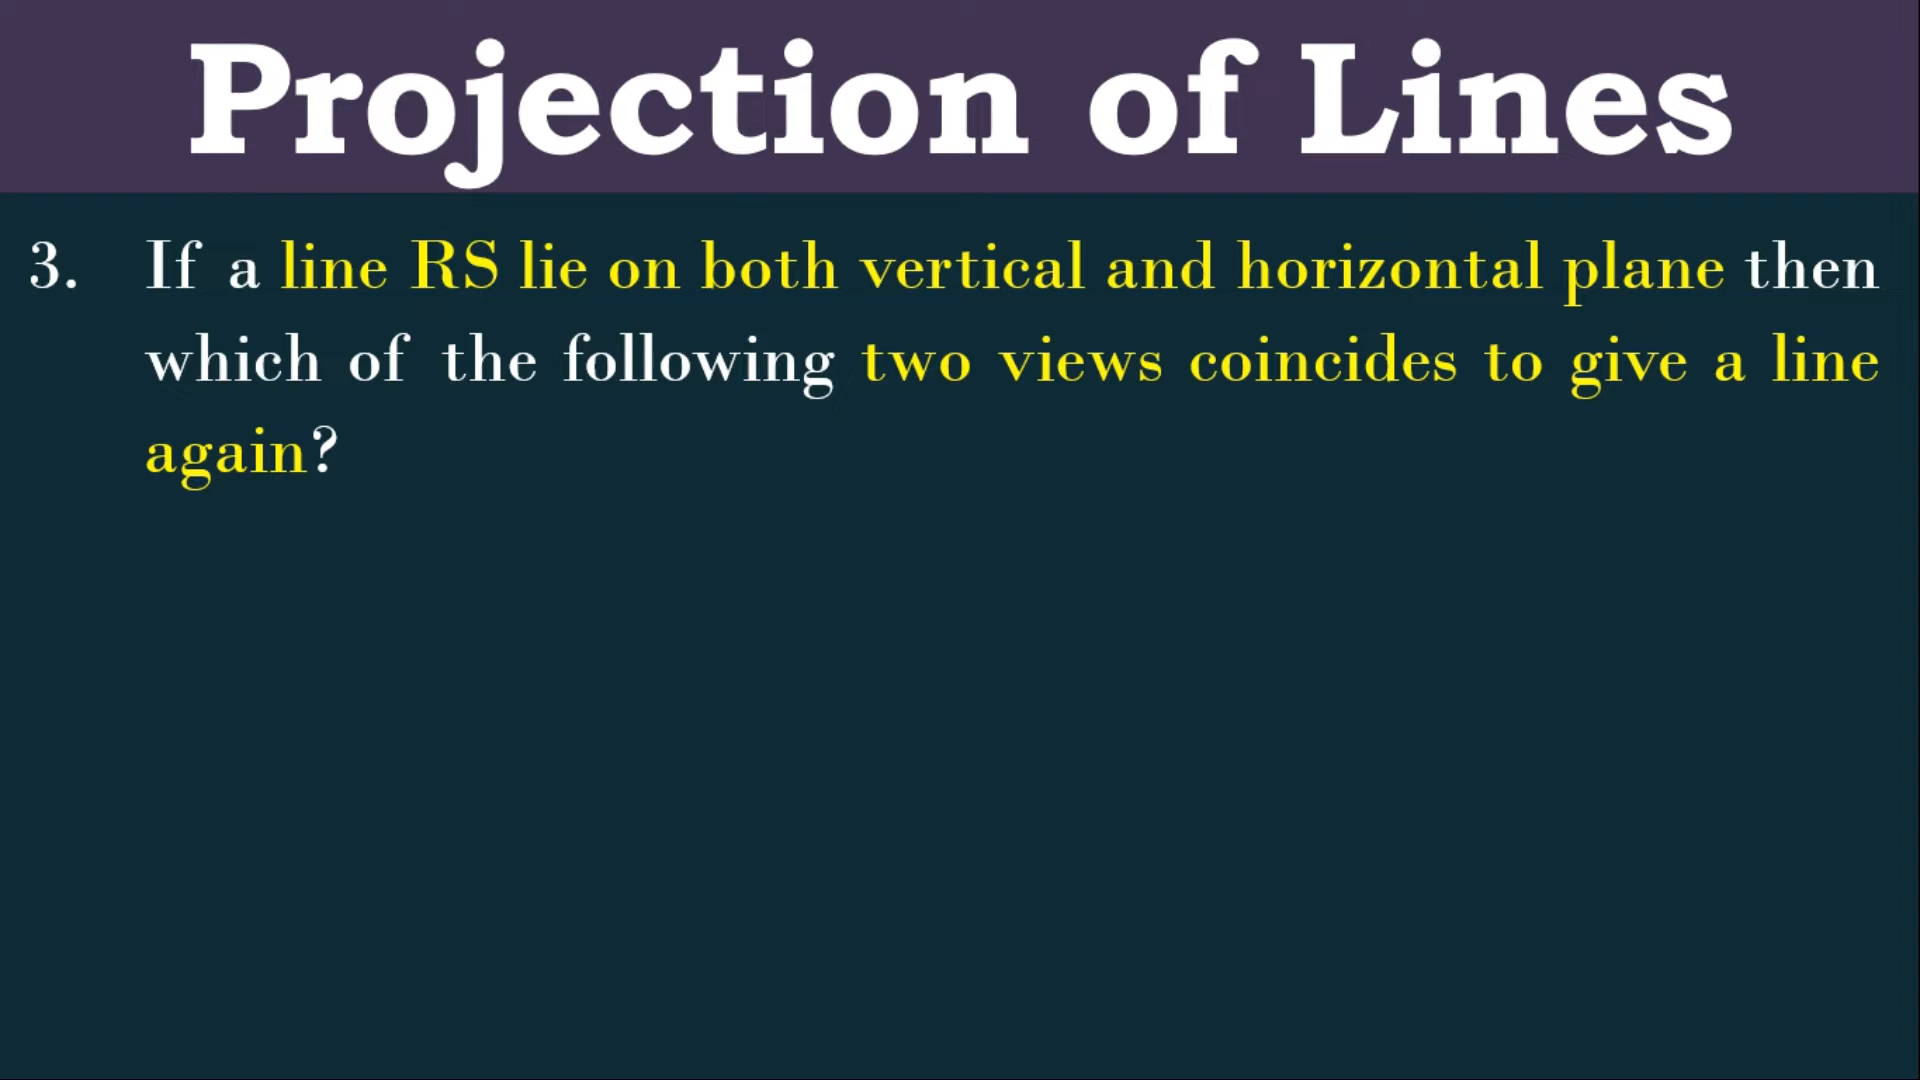 Projection of Lines
3. If a line RS lie on both vertical and horizontal plane then
which of the following two views coincides to give a line
again?